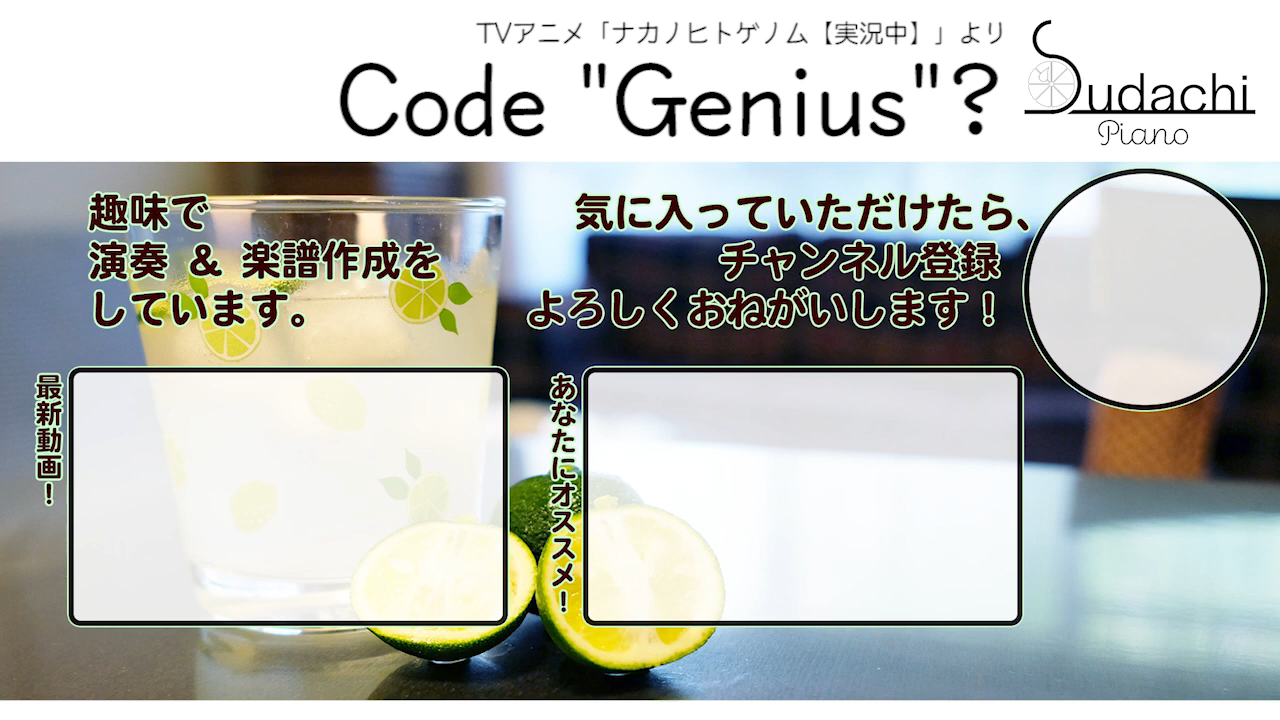 TVアニメ「ナカノヒトゲノム【実況中】」より
Code "Genius"?
Sudachi
Piano
趣味で
演奏 & 楽譜作成を
しています。
気に入っていただけたら、
チャンネル登録
よろしくおねがいします！
最新動画！
あなたにオススメ！